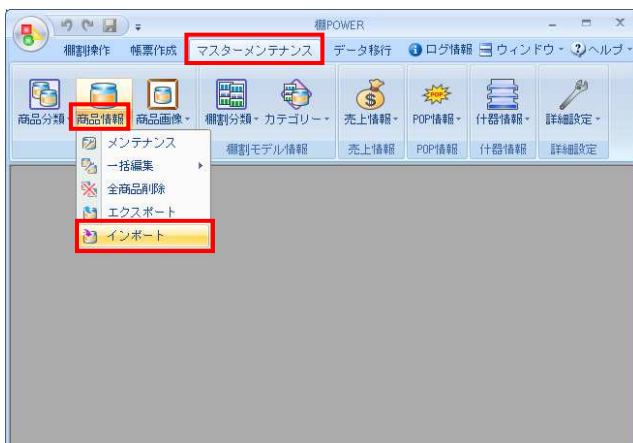 棚POWER
棚割操作 帳票作成 マスターメンテナンス データ移行 ログ情報 ウィンドウ ヘルプ
商品分類 商品情報 商品画像 棚割分類 カテゴリー 売上情報 POP情報 什器情報 詳細設定
棚割モデル情報 売上情報 POP情報 什器情報 詳細設定
メンテナンス
一括編集
全商品削除
エクスポート
インポート